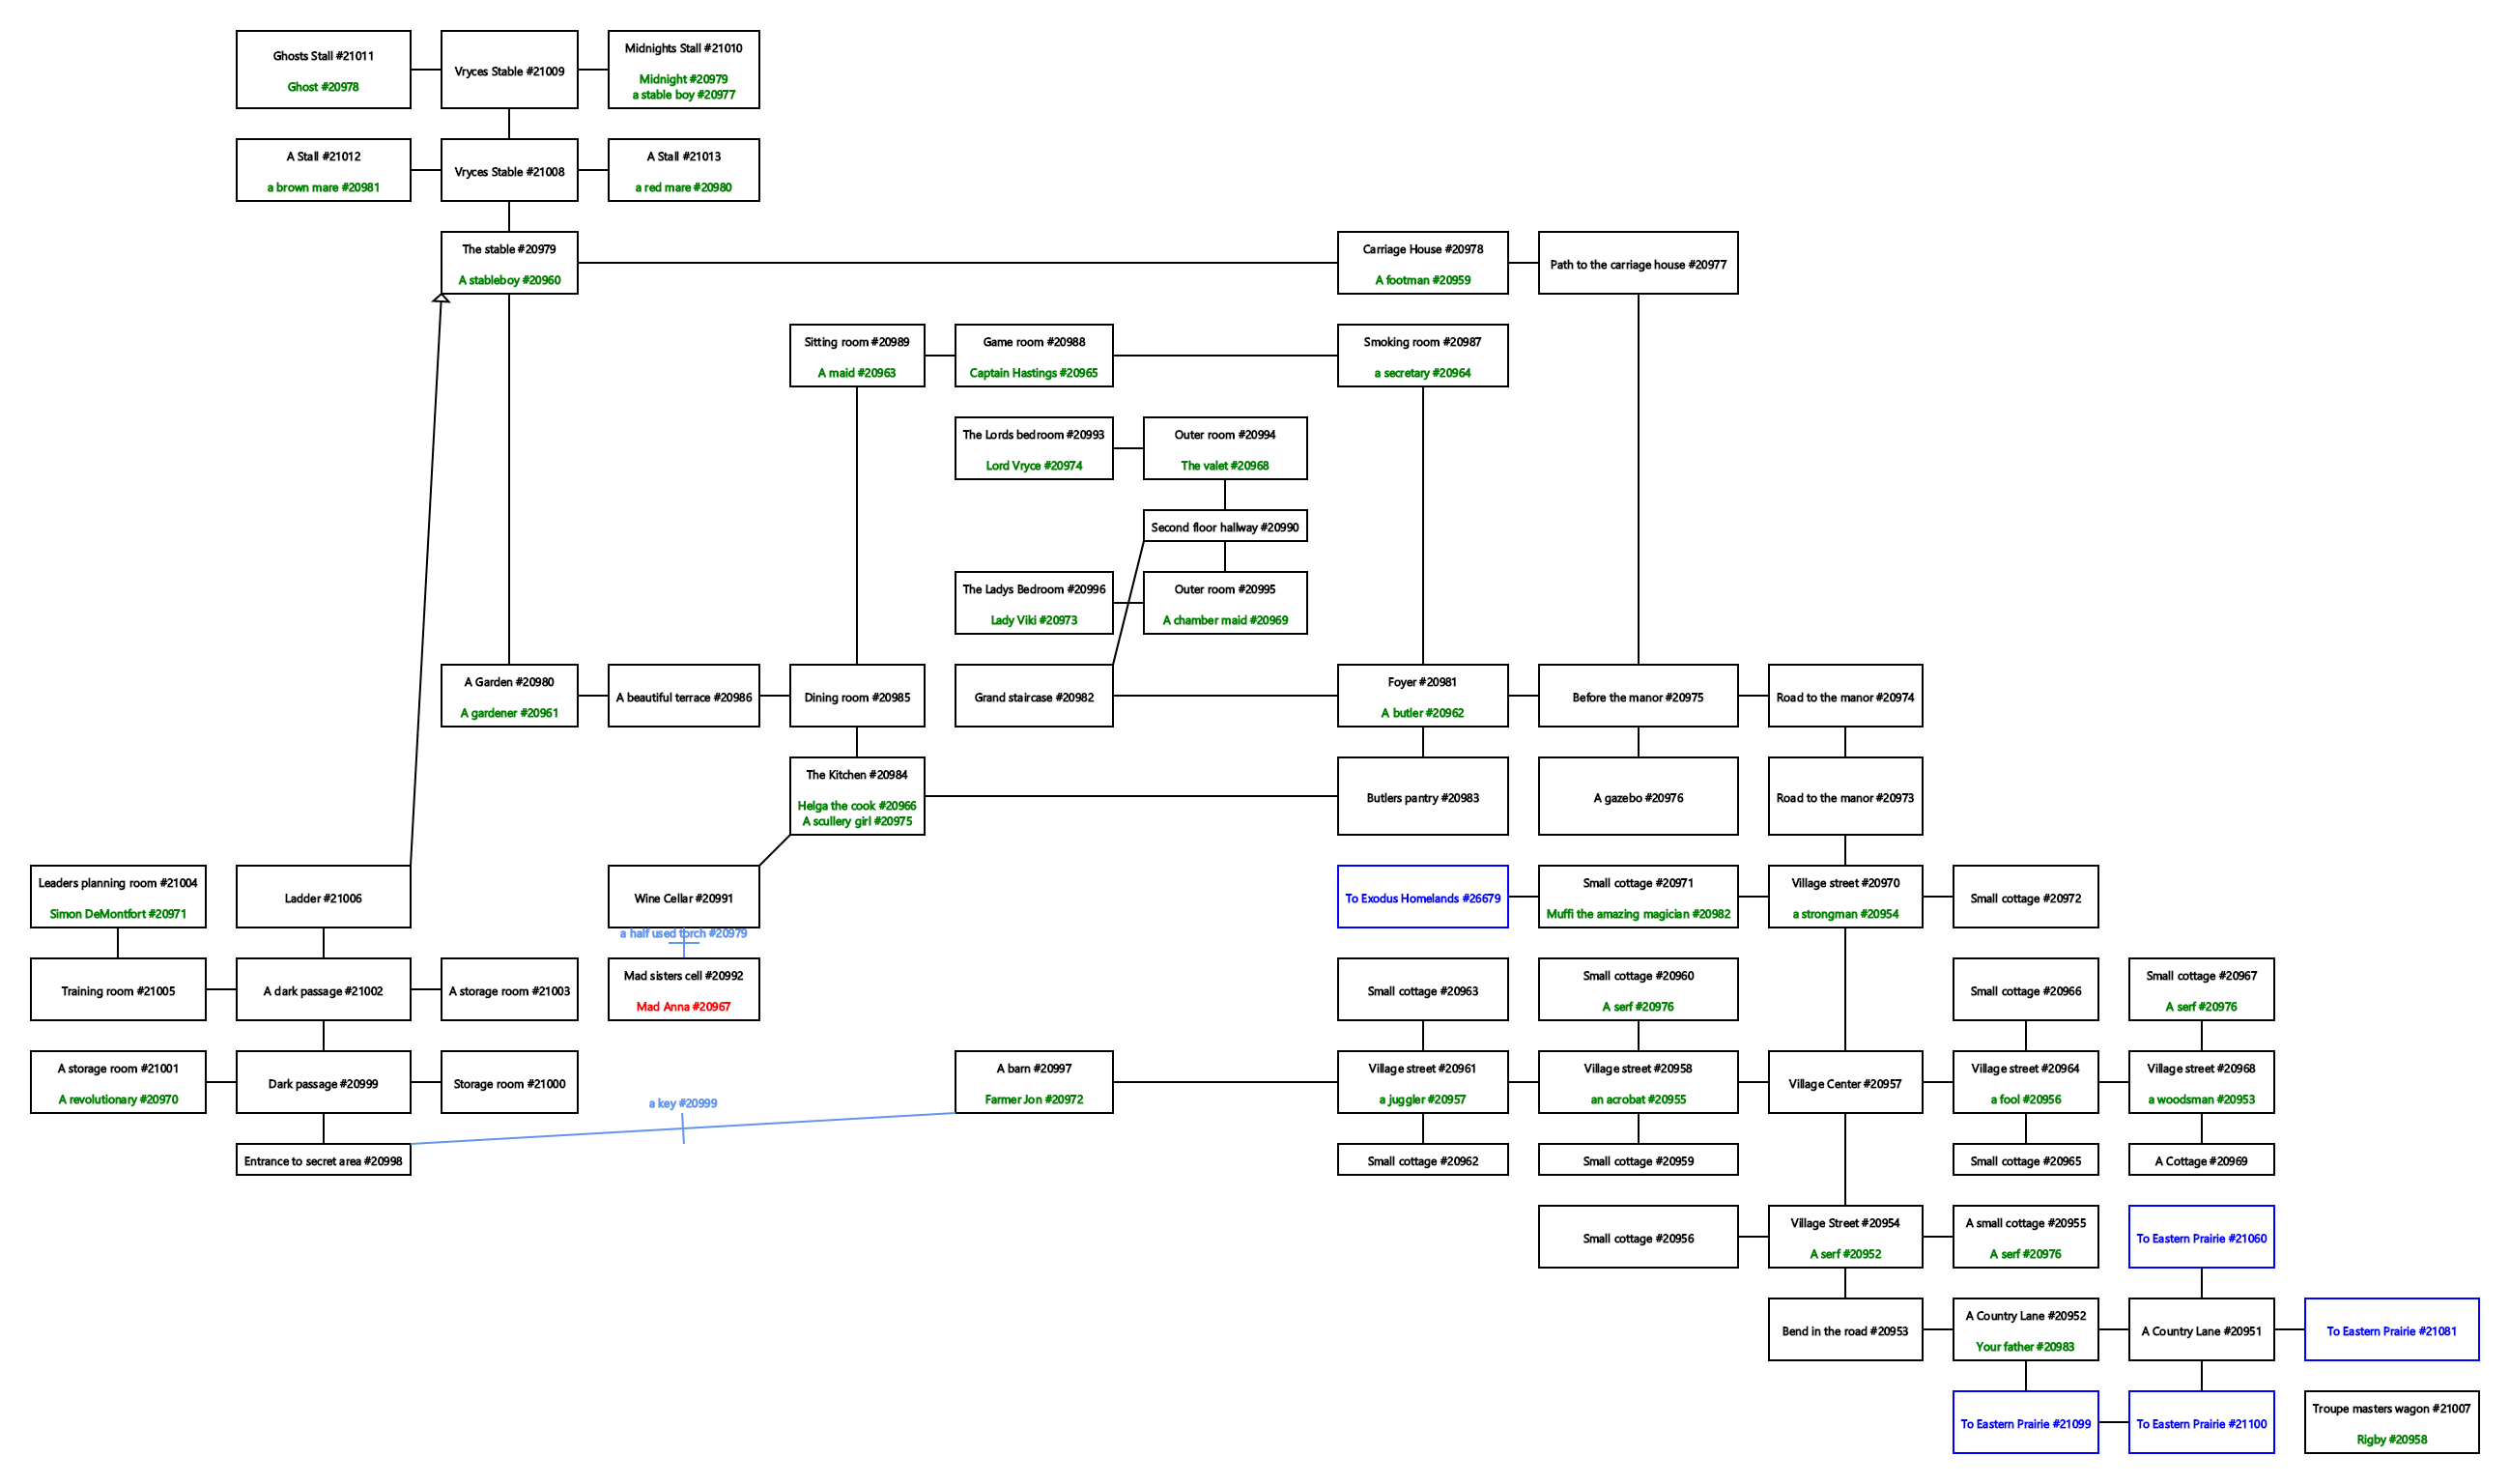 Ghosts Stall #21011
Ghost #20978
Vryces Stable #21009
Midnights Stall #21010
Midnight #20979
a stable boy #20977
A Stall #21012
a brown mare #20981
Vryces Stable #21008
A Stall #21013
a red mare #20980
The stable #20979
A stableboy #20960
Carriage House #20978
A footman #20959
Path to the carriage house #20977
Sitting room #20989
A maid #20963
Game room #20988
Captain Hastings #20965
Smoking room #20987
a secretary #20964
The Lords bedroom #20993
Lord Vryce #20974
Outer room #20994
The valet #20968
Second floor hallway #20990
The Ladys Bedroom #20996
Lady Viki #20973
Outer room #20995
A chamber maid #20969
A Garden #20980
A gardener #20961
A beautiful terrace #20986
Dining room #20985
Grand staircase #20982
Foyer #20981
A butler #20962
Before the manor #20975
Road to the manor #20974
The Kitchen #20984
Helga the cook #20966
A scullery girl #20975
Butlers pantry #20983
A gazebo #20976
Road to the manor #20973
Leaders planning room #21004
Simon DeMontfort #20971
Ladder #21006
Wine Cellar #20991
To Exodus Homelands #26679
Small cottage #20971
Muffi the amazing magician #20982
Village street #20970
a strongman #20954
Small cottage #20972
a half used torch #20979
Training room #21005
A dark passage #21002
A storage room #21003
Mad sisters cell #20992
Mad Anna #20967
Small cottage #20963
Small cottage #20960
A serf #20976
Small cottage #20966
Small cottage #20967
A serf #20976
A storage room #21001
A revolutionary #20970
Dark passage #20999
Storage room #21000
a key #20999
A barn #20997
Farmer Jon #20972
Village street #20961
a juggler #20957
Village street #20958
an acrobat #20955
Village Center #20957
Village street #20964
a fool #20956
Village street #20968
a woodsman #20953
Entrance to secret area #20998
Small cottage #20962
Small cottage #20959
Small cottage #20965
A Cottage #20969
Small cottage #20956
Village Street #20954
A serf #20952
A small cottage #20955
A serf #20976
To Eastern Prairie #21060
Bend in the road #20953
A Country Lane #20952
Your father #20983
A Country Lane #20951
To Eastern Prairie #21081
To Eastern Prairie #21099
To Eastern Prairie #21100
Troupe masters wagon #21007
Rigby #20958